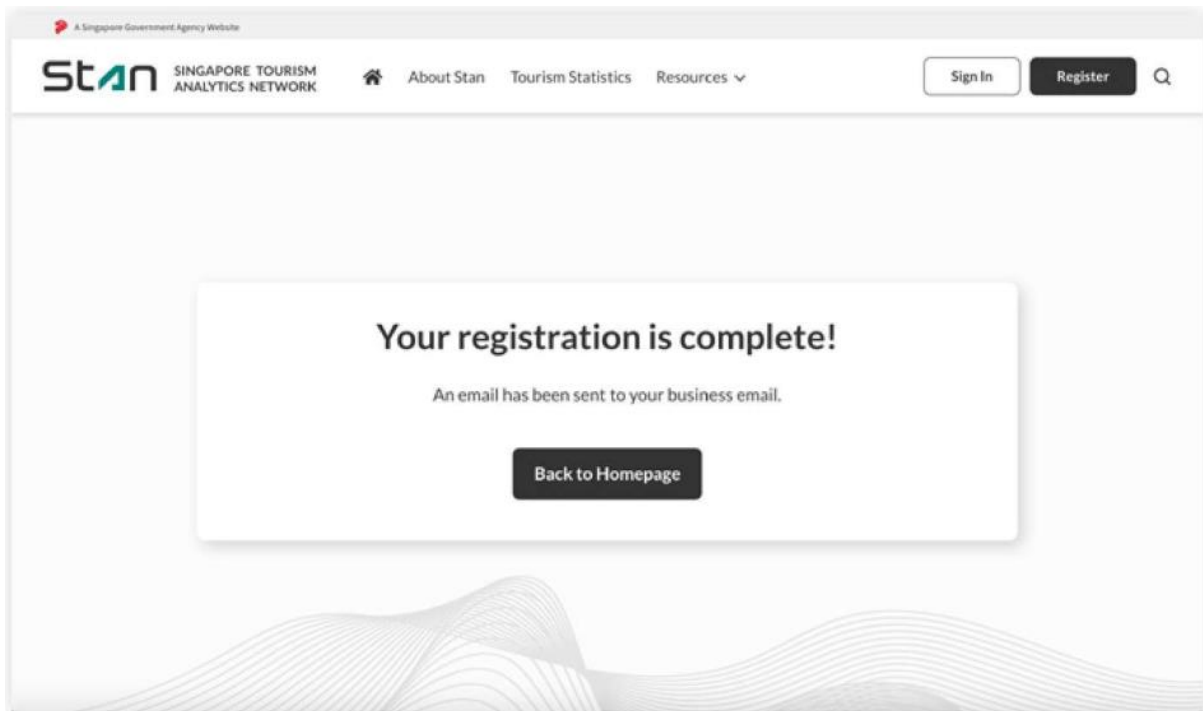 A Singapore Government Agency Website
Stan SINGAPORE TOURISM
ANALYTICS NETWORK
About Stan Tourism Statistics Resources Sign In Register
Your registration is complete!
An email has been sent to your business email.
Back to Homepage